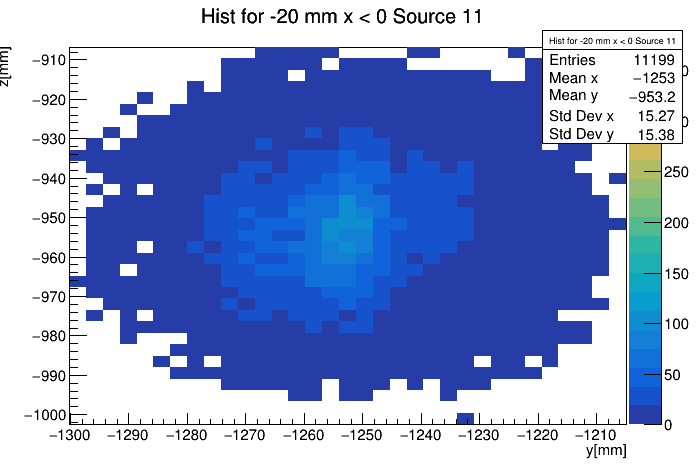 Hist for -20 mm x < 0 Source 11
z[mm]
Hist for -20 mm x < 0 Source 11
Entries 11199
Mean x −1253
Mean y −953.2
Std Dev x 15.27
Std Dev y 15.38
−910
−920
−930
−940
−950
−960
−970
−980
−990
−1000
−1300 −1290 −1280 −1270 −1260 −1250 −1240 −1230 −1220 −1210
y[mm]
250
200
150
100
50
0